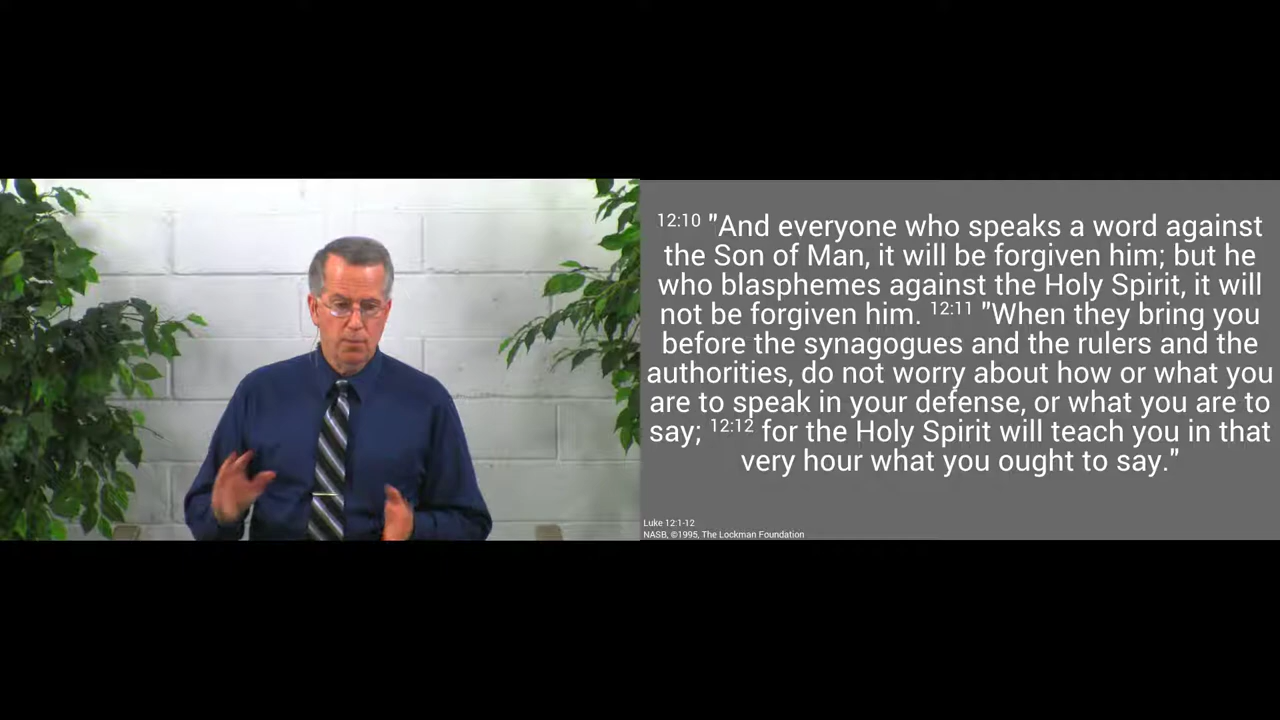 12:10 "And everyone who speaks a word against
the Son of Man, it will be forgiven him; but he
who blasphemes against the Holy Spirit, it will
not be forgiven him. 12:11 "When they bring you
before the synagogues and the rulers and the
authorities, do not worry about how or what you
are to speak in your defense, or what you are to
say; 12:12 for the Holy Spirit will teach you in that
very hour what you ought to say."
Luke 12:1-12
NASB, ©1995, The Lockman Foundation